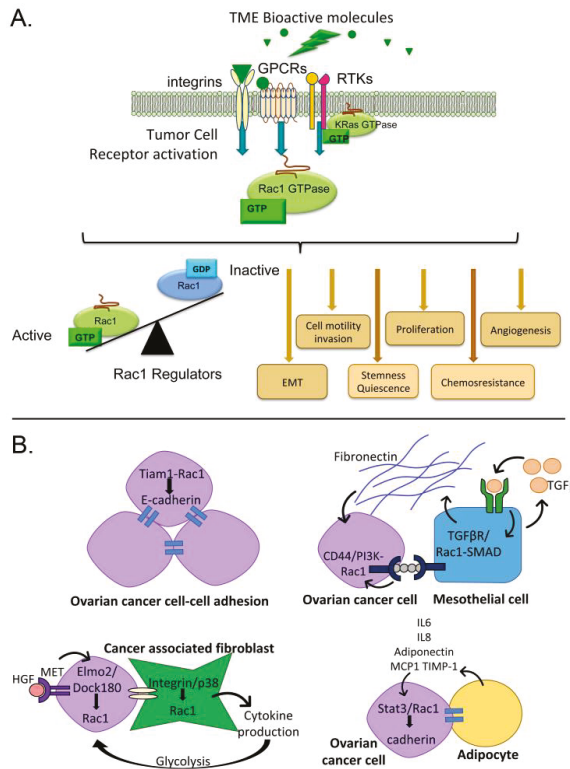 A.
TME Bioactive molecules
GPCRs
integrins
RTKs
KRas GTPase
GTP
Tumor Cell
Receptor activation
Rac1 GTPase
GTP
GDP
Inactive
Rac1
Rac1
Active
GTP
Rac1 Regulators
Cell motility
invasion
Proliferation
Angiogenesis
EMT
Stemness
Quiescence
Chemosresistance
B.
Fibronectin
Tiam1-Rac1
E-cadherin
TGF
TGFβR/
Rac1-SMAD
CD44/PI3K-
Rac1
Ovarian cancer cell-cell adhesion
Ovarian cancer cell
Mesothelial cell
IL6
IL8
Adiponectin
MCP1 TIMP-1
Cancer associated fibroblast
HGF
MET
Elmo2/
Dock180
Rac1
Integrin/p38
Rac1
Cytokine
production
Glycolysis
Stat3/Rac1
cadherin
Ovarian
cancer cell
Adipocyte